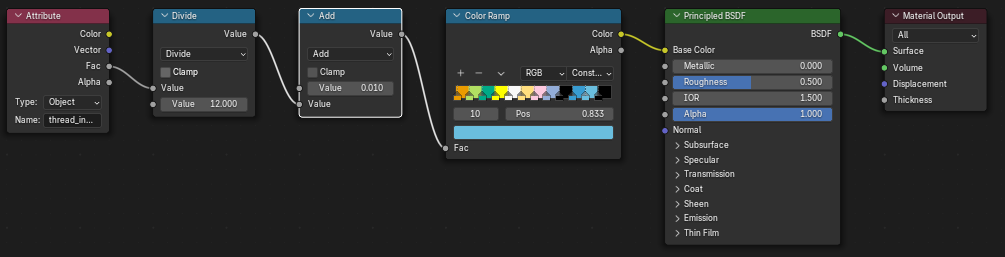 Attribute
Color
Vector
Fac
Alpha
Type: Object
Name: thread_in...
Divide
Value
Divide
Clamp
Value
Value 12.000
Add
Value
Add
Clamp
Value 0.010
Value
Color Ramp
Color
Alpha
+ − RGB Const...
10 Pos 0.833
Fac
Principled BSDF
BSDF
Base Color
Metallic 0.000
Roughness 0.500
IOR 1.500
Alpha 1.000
Normal
Subsurface
Specular
Transmission
Coat
Sheen
Emission
Thin Film
Material Output
All
Surface
Volume
Displacement
Thickness